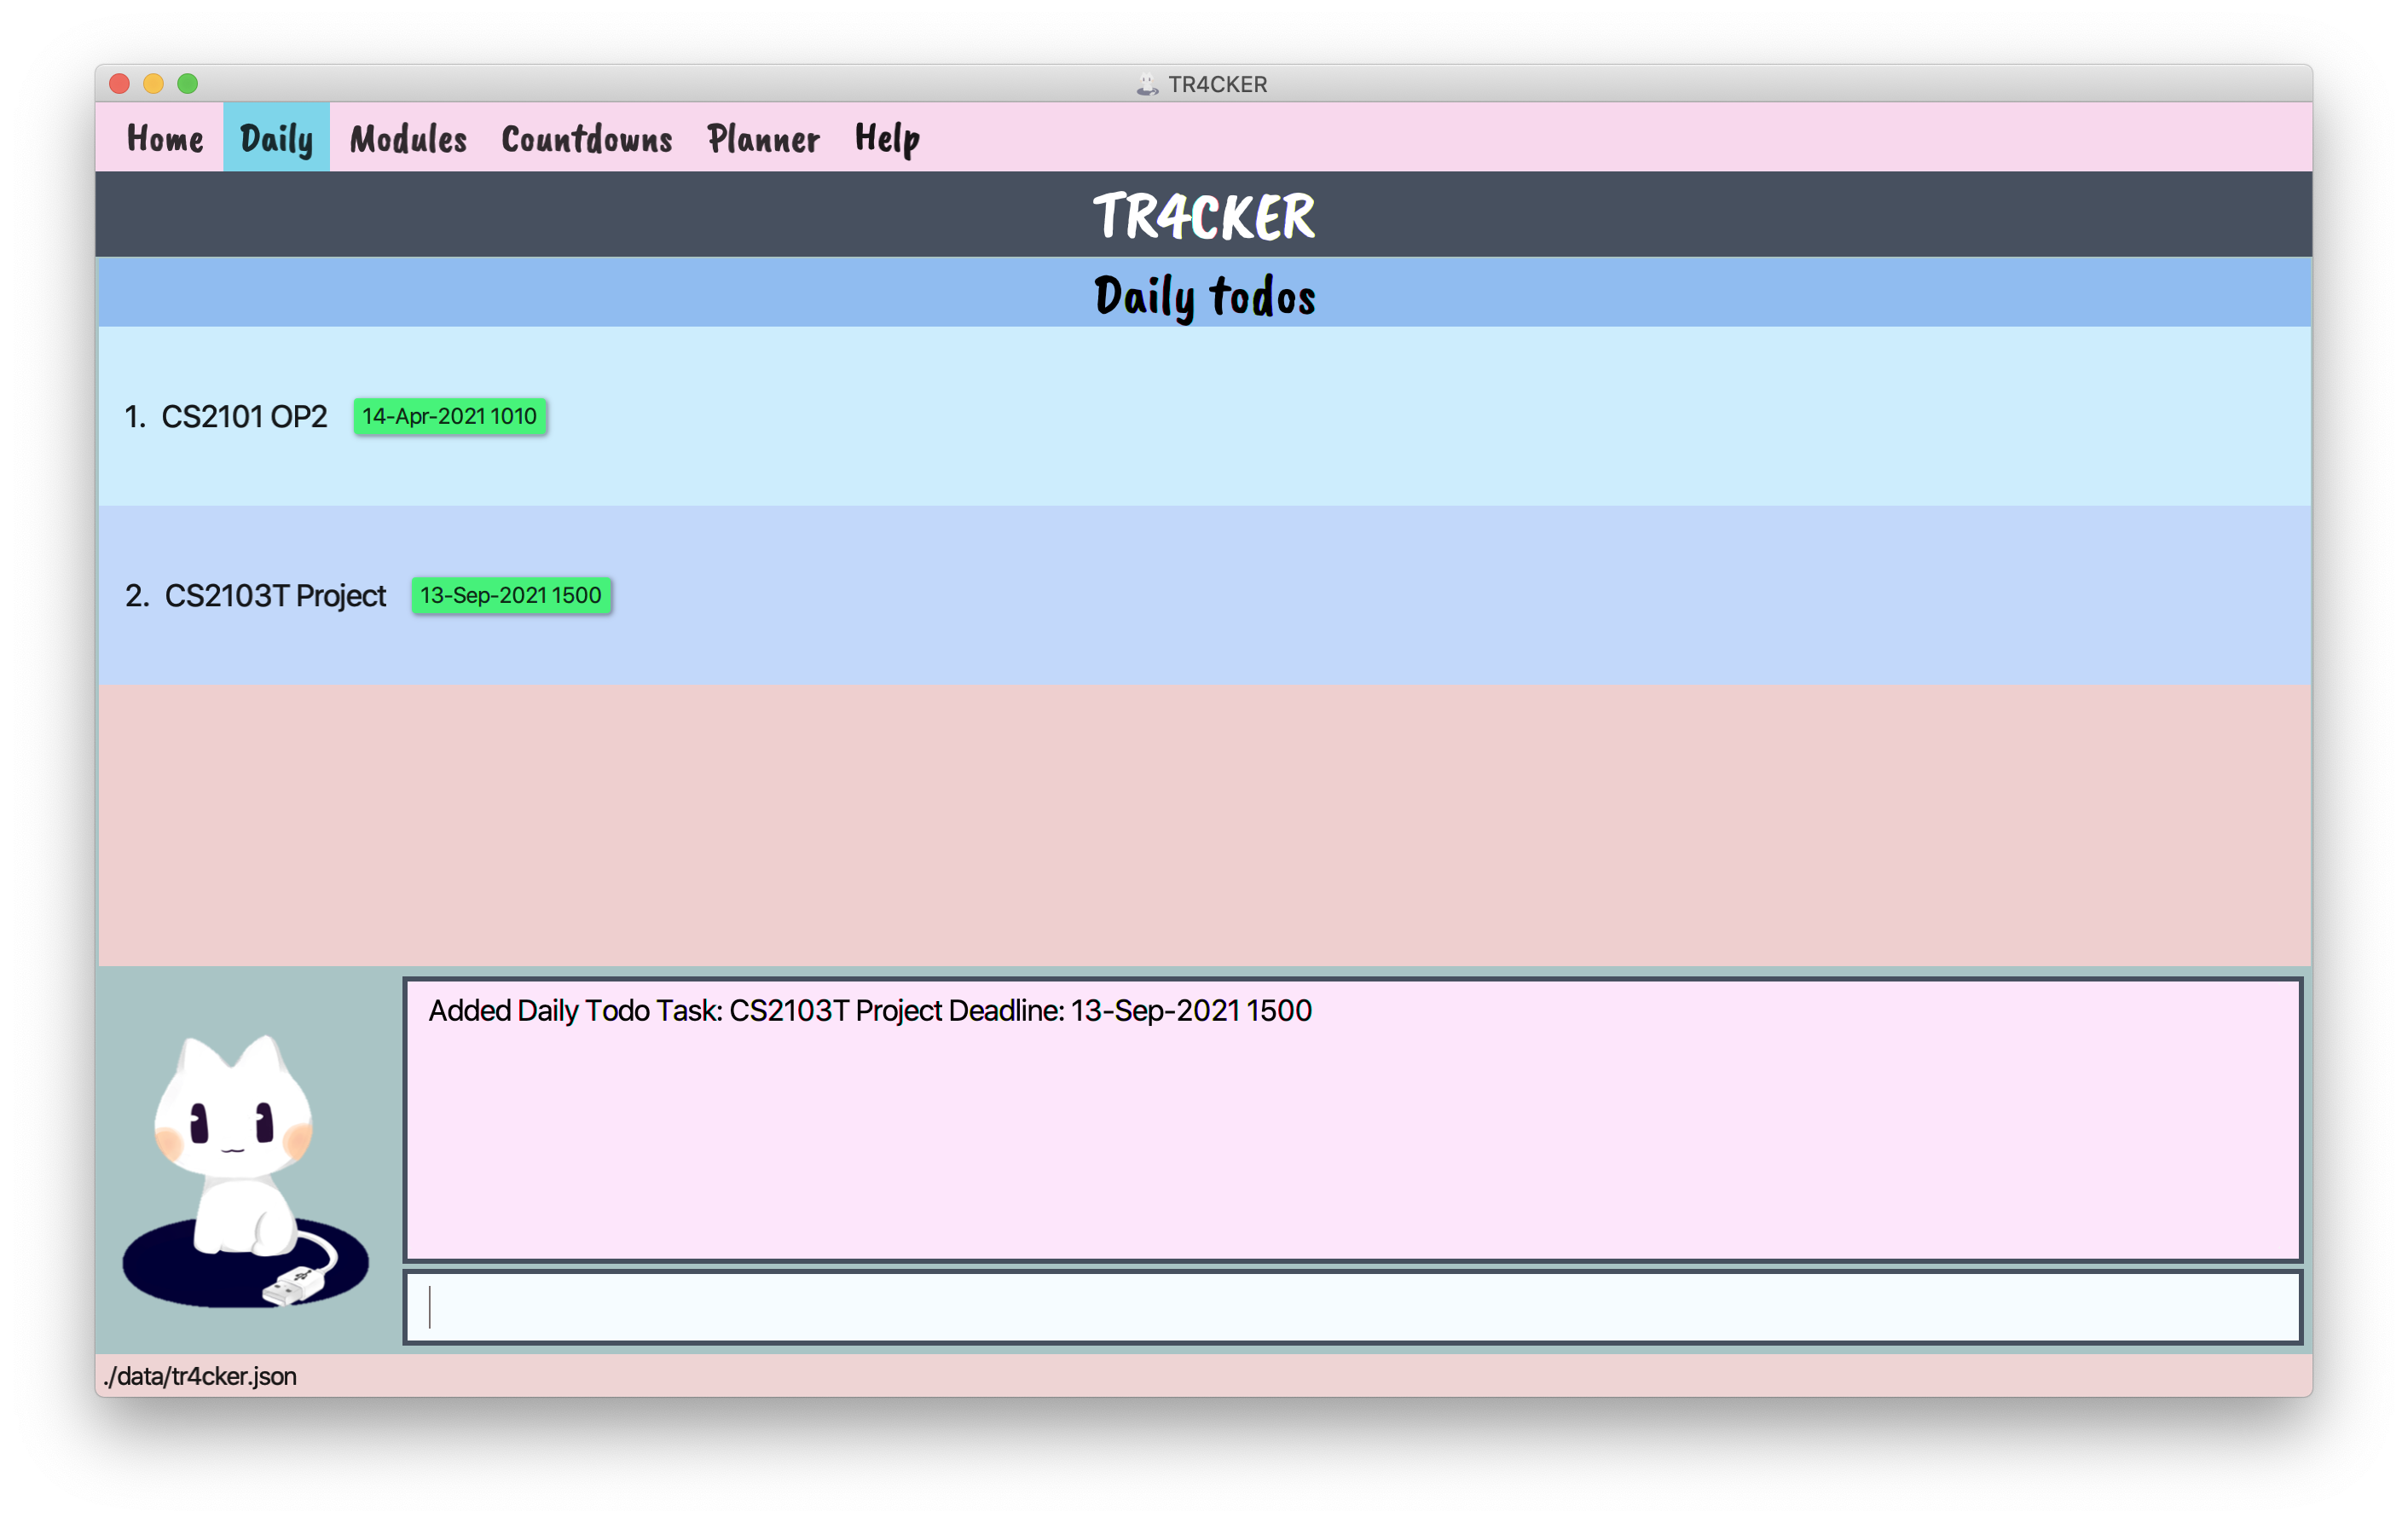 TR4CKER
Home Daily Modules Countdowns Planner Help
TR4CKER
Daily todos
1. CS2101 OP2 14-Apr-2021 1010
2. CS2103T Project 13-Sep-2021 1500
Added Daily Todo Task: CS2103T Project Deadline: 13-Sep-2021 1500
./data/tr4cker.json